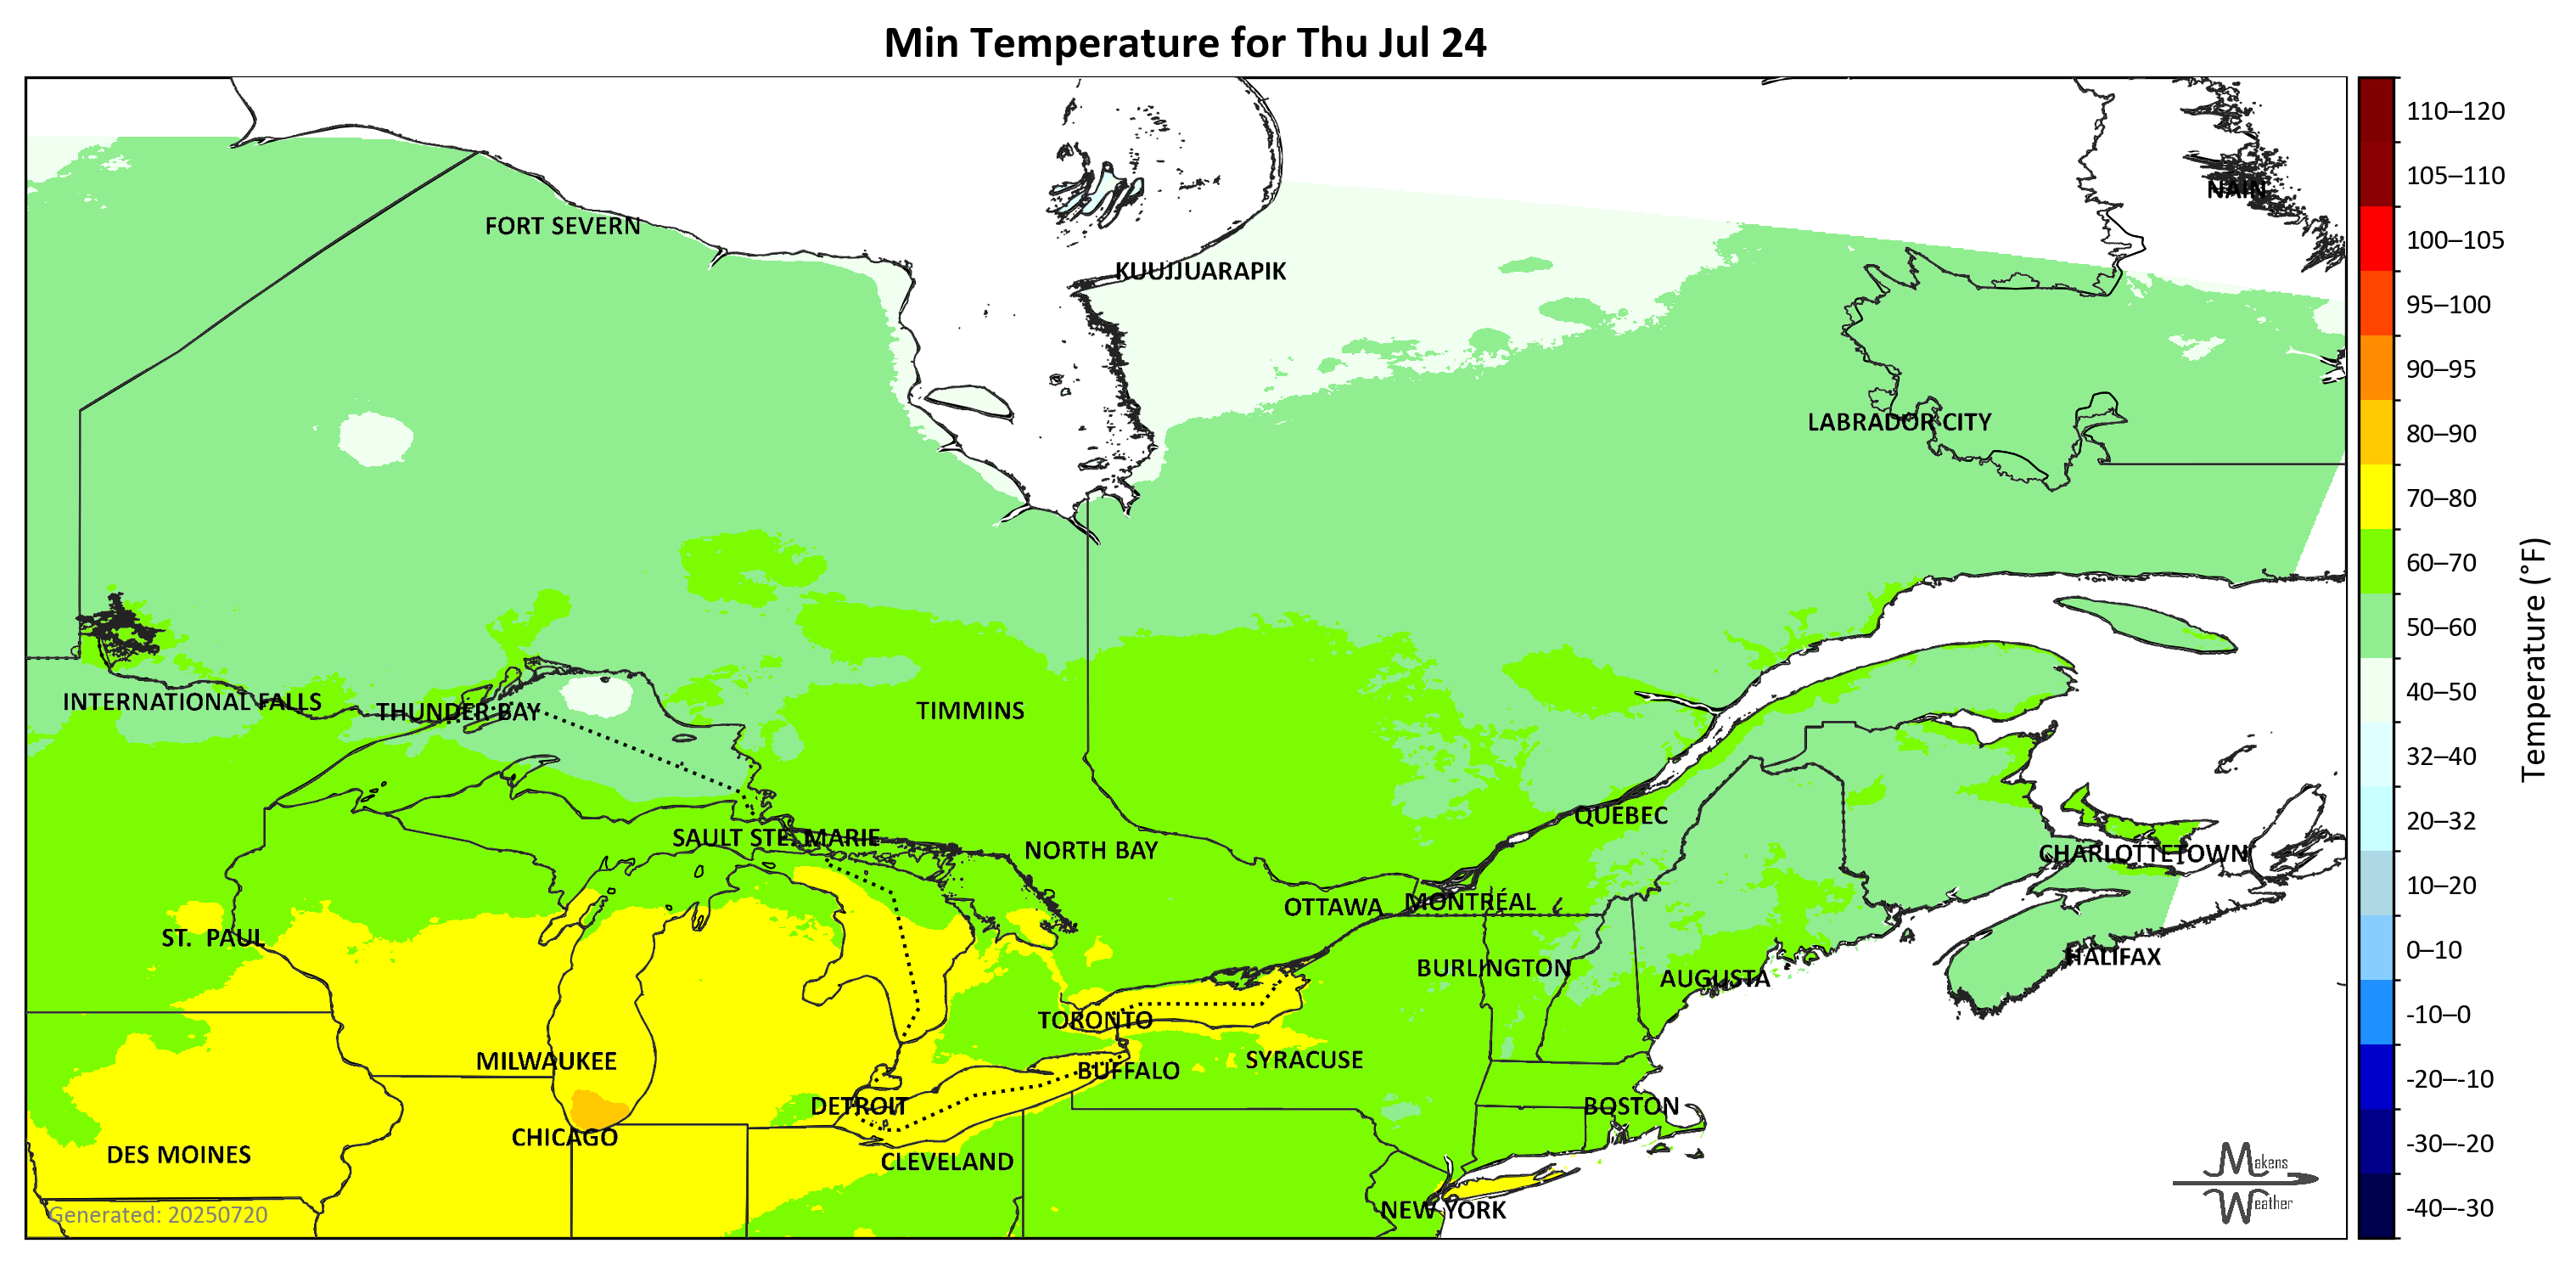 Min Temperature for Thu Jul 24
110–120
105–110
NAIN
FORT SEVERN
100–105
KUUJJUARAPIK
95–100
90–95
LABRADOR CITY
80–90
70–80
60–70
50–60
Temperature (°F)
INTERNATIONAL FALLS
THUNDER BAY
TIMMINS
40–50
32–40
QUÉBEC
20–32
SAULT STE. MARIE
NORTH BAY
CHARLOTTETOWN
10–20
OTTAWA
MONTRÉAL
ST. PAUL
0–10
HALIFAX
BURLINGTON
AUGUSTA
TORONTO
-10–0
MILWAUKEE
SYRACUSE
BUFFALO
-20–-10
DETROIT
BOSTON
CHICAGO
-30–-20
DES MOINES
CLEVELAND
Makens
Weather
NEW YORK
-40–-30
Generated: 20250720